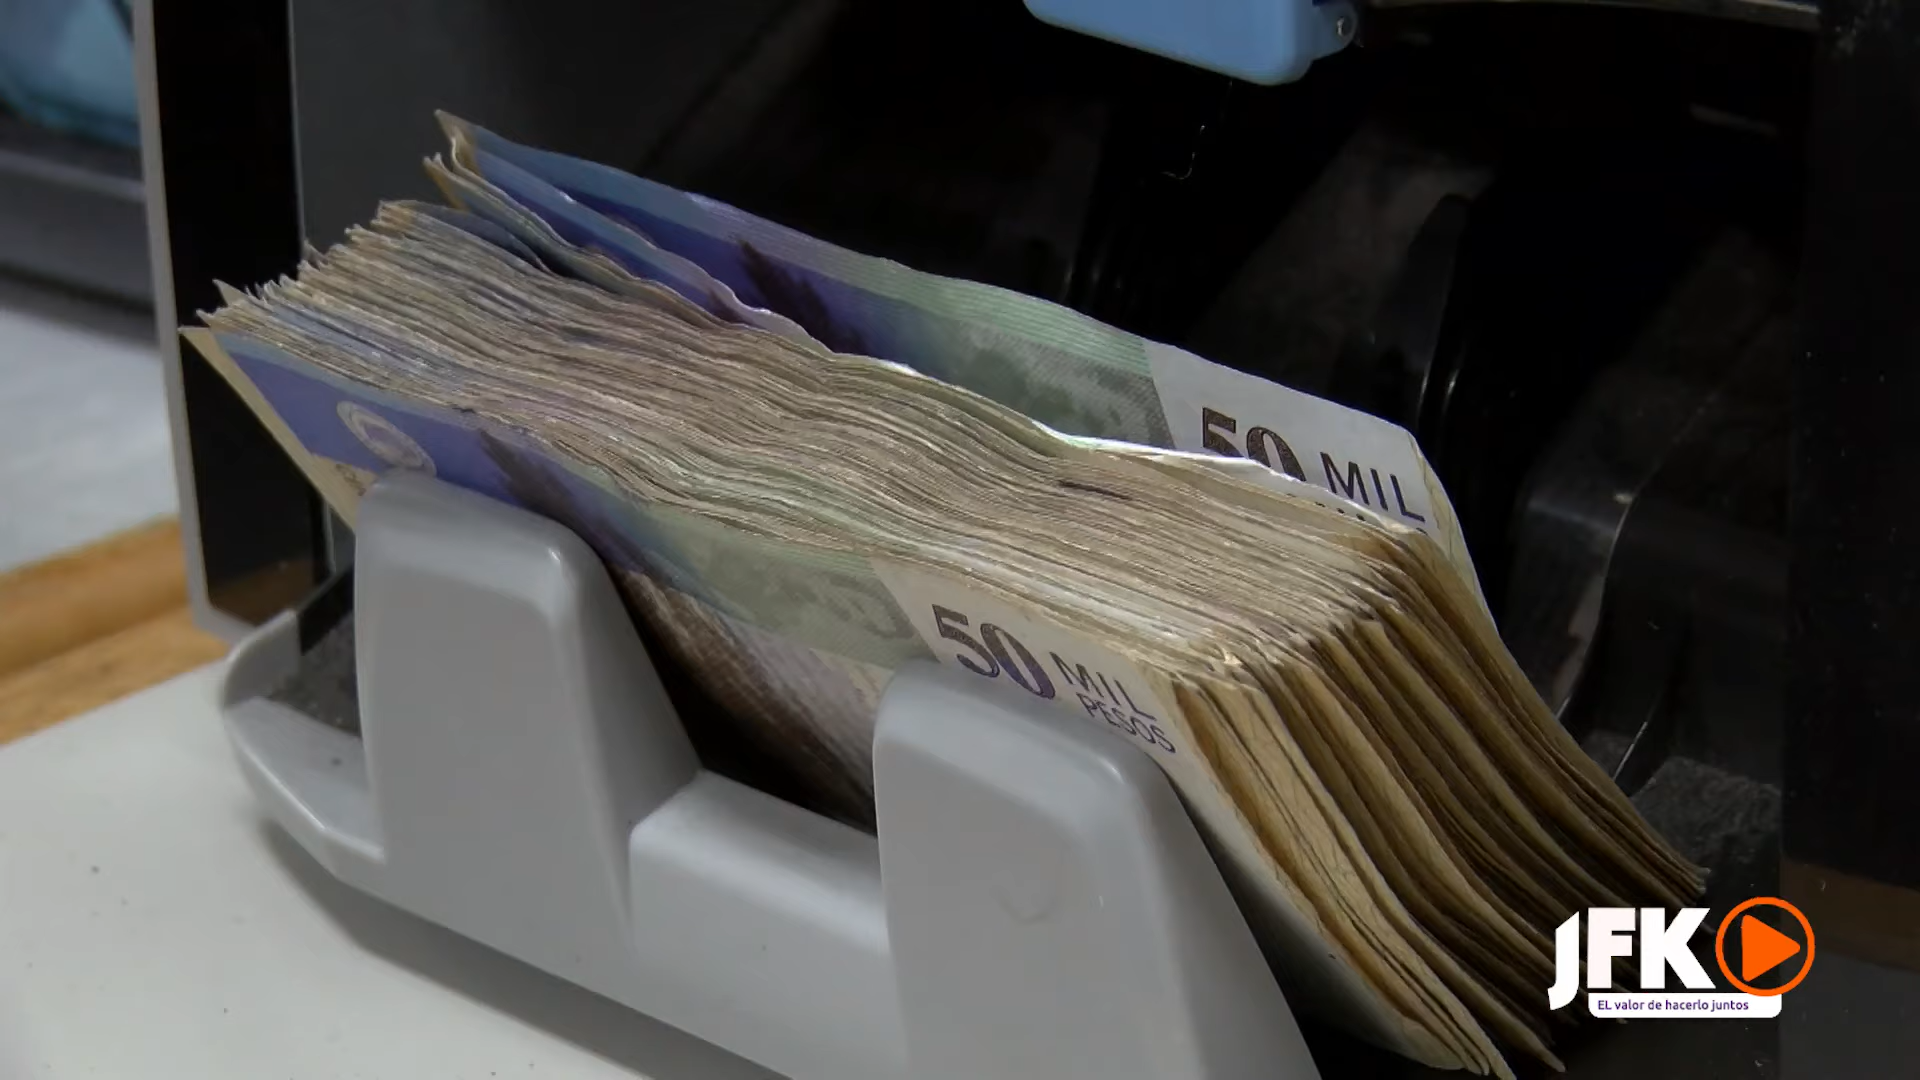 50 MIL
50 MIL
PESOS
JFK
EL valor de hacerlo juntos